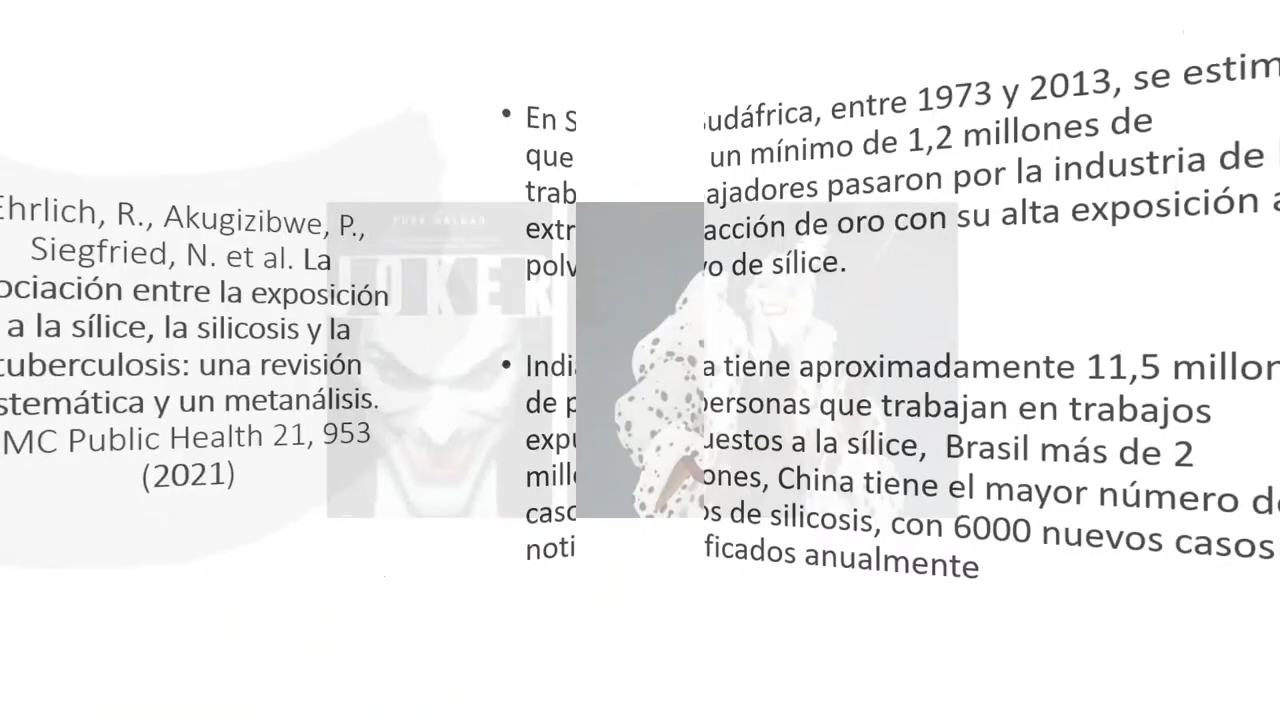 Ehrlich, R., Akugizibwe, P.,
Siegfried, N. et al. La
ociación entre la exposición
a la sílice, la silicosis y la
tuberculosis: una revisión
stemática y un metanálisis.
MC Public Health 21, 953
(2021)
JOKER
• En S udáfrica, entre 1973 y 2013, se estim
que un mínimo de 1,2 millones de
trab ajadores pasaron por la industria de
extr acción de oro con su alta exposición a
polv o de sílice.
• Indi a tiene aproximadamente 11,5 millon
de p ersonas que trabajan en trabajos
expu uestos a la sílice, Brasil más de 2
mill ones, China tiene el mayor número de
caso os de silicosis, con 6000 nuevos casos
noti ficados anualmente